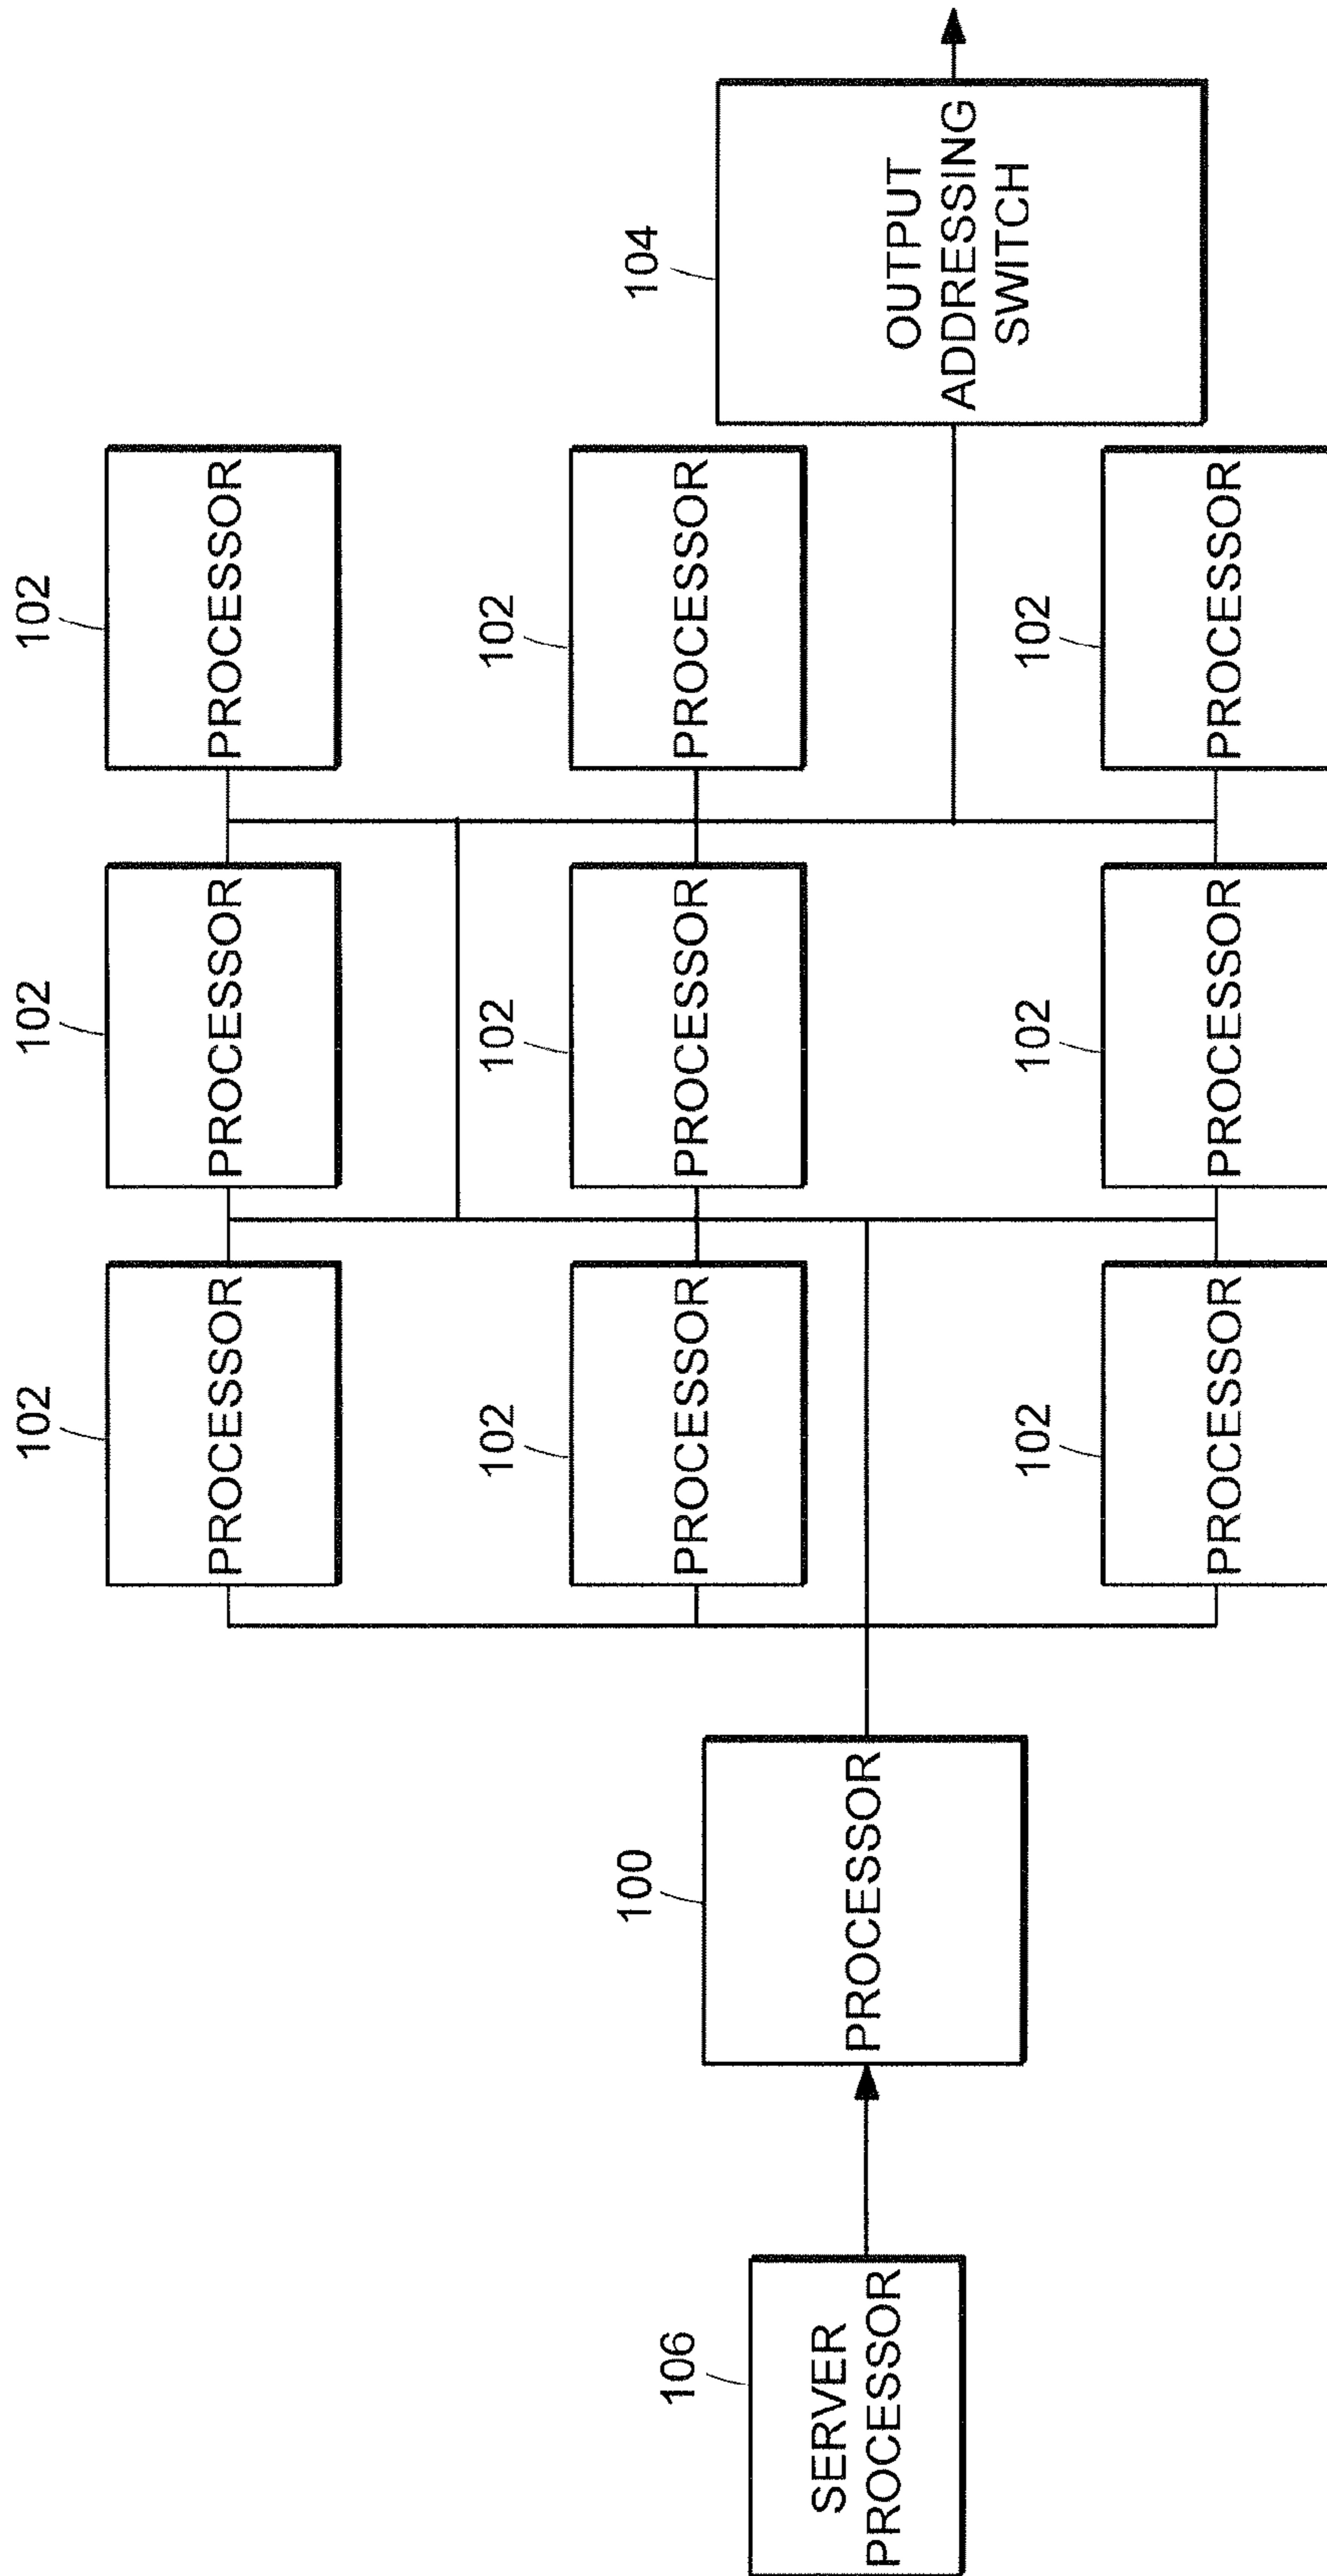 102
PROCESSOR
102
PROCESSOR
102
PROCESSOR
102
PROCESSOR
102
PROCESSOR
102
PROCESSOR
106
SERVER
PROCESSOR
100
PROCESSOR
104
OUTPUT
ADDRESSING
SWITCH
102
PROCESSOR
102
PROCESSOR
102
PROCESSOR